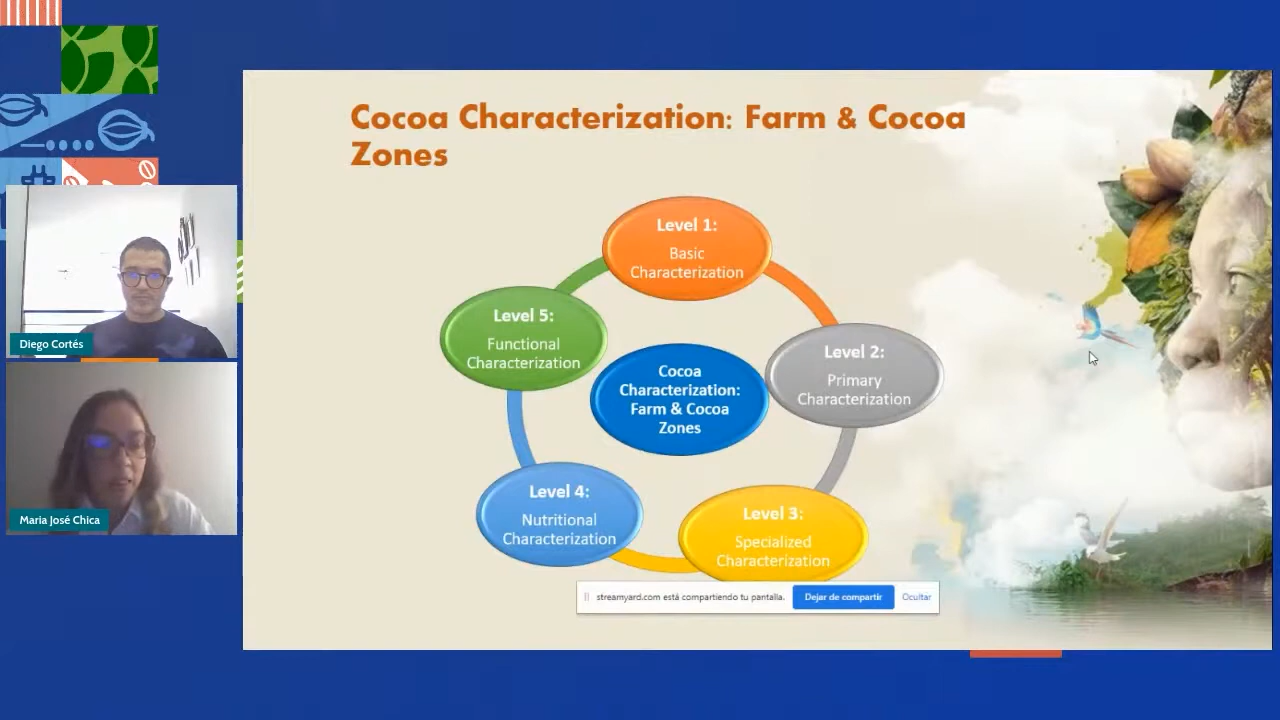 Cocoa Characterization: Farm & Cocoa
Zones
Level 1:
Basic
Characterization
Level 2:
Primary
Characterization
Level 3:
Specialized
Characterization
Level 4:
Nutritional
Characterization
Level 5:
Functional
Characterization
Cocoa
Characterization:
Farm & Cocoa
Zones
Diego Cortés
Maria José Chica
streamyard.com está compartiendo tu pantalla.
Dejar de compartir
Ocultar